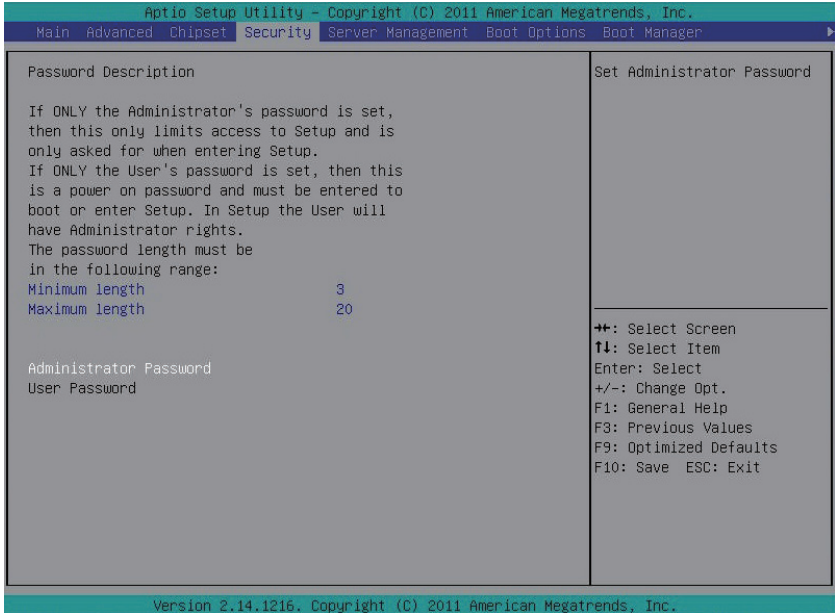 Aptio Setup Utility – Copyright (C) 2011 American Megatrends, Inc.
Main Advanced Chipset Security Server Management Boot Options Boot Manager
Password Description
If ONLY the Administrator's password is set,
then this only limits access to Setup and is
only asked for when entering Setup.
If ONLY the User's password is set, then this
is a power on password and must be entered to
boot or enter Setup. In Setup the User will
have Administrator rights.
The password length must be
in the following range:
Minimum length 3
Maximum length 20
Administrator Password
User Password
Set Administrator Password
→←: Select Screen
↑↓: Select Item
Enter: Select
+/-: Change Opt.
F1: General Help
F3: Previous Values
F9: Optimized Defaults
F10: Save ESC: Exit
Version 2.14.1216. Copyright (C) 2011 American Megatrends, Inc.